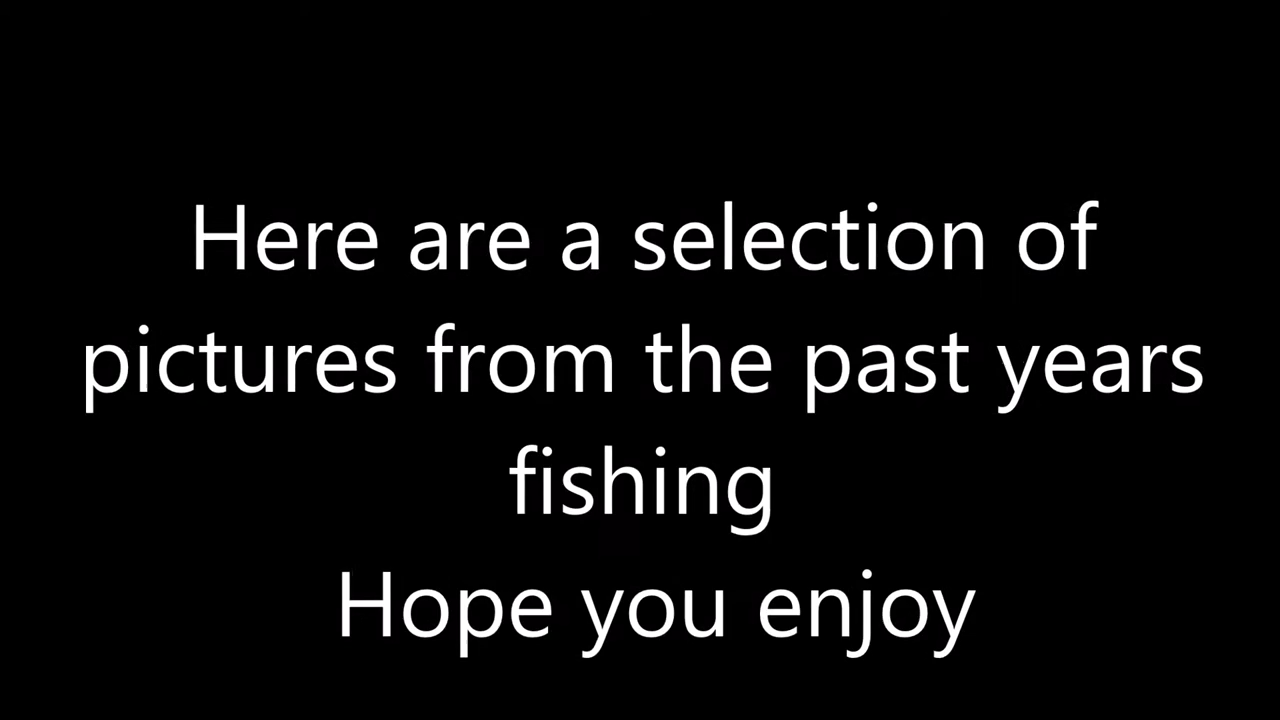 Here are a selection of
pictures from the past years
fishing
Hope you enjoy